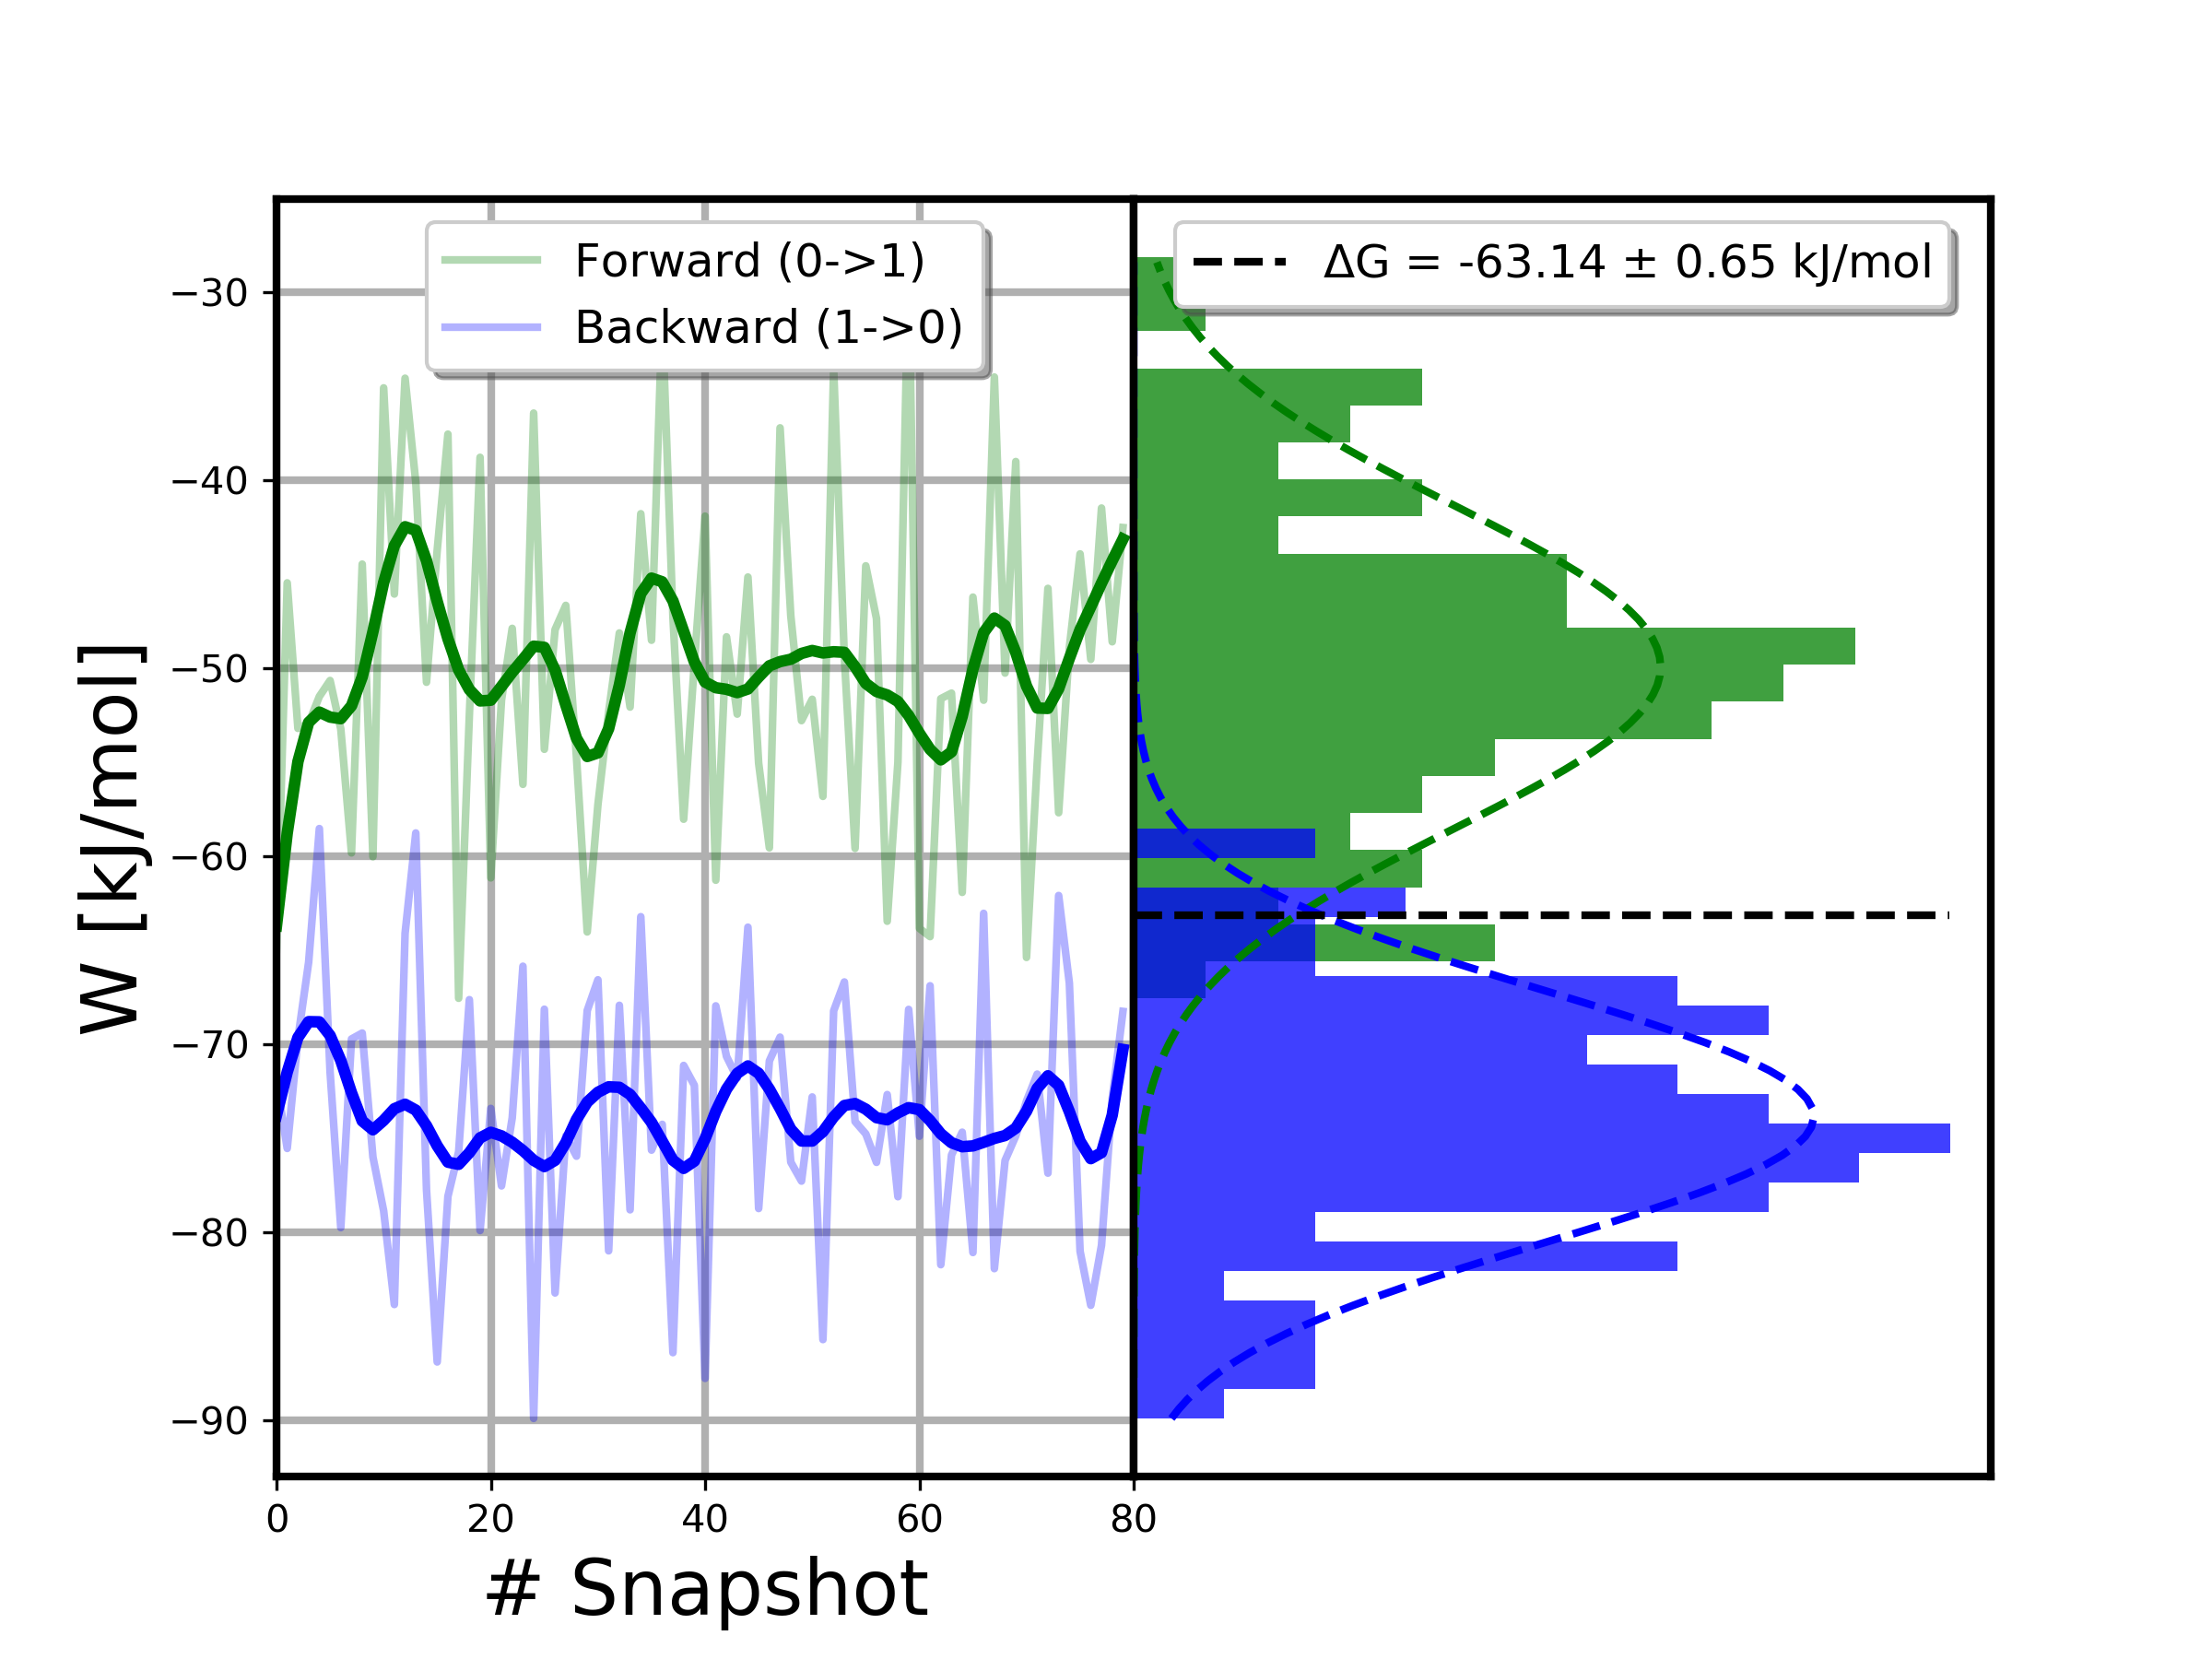 Forward (0->1)
Backward (1->0)
ΔG = -63.14 ± 0.65 kJ/mol
W [kJ/mol]
−30
−40
−50
−60
−70
−80
−90
0 20 40 60 80
# Snapshot